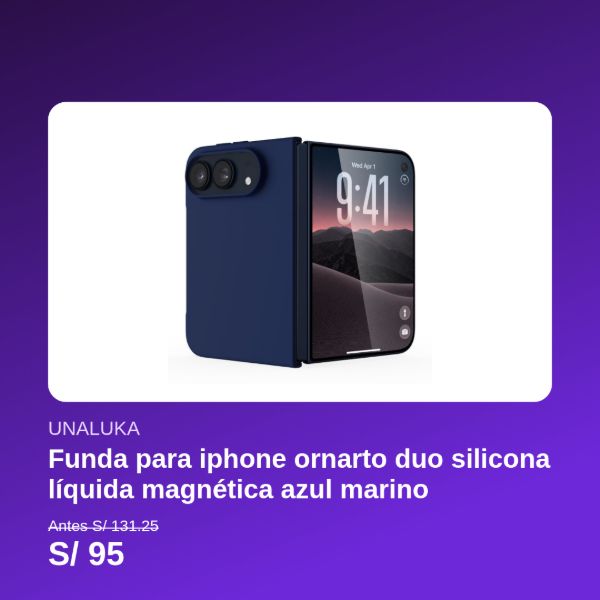 Wed Apr 1
9:41
UNALUKA
Funda para iphone ornarto duo silicona
líquida magnética azul marino
Antes S/ 131.25
S/ 95